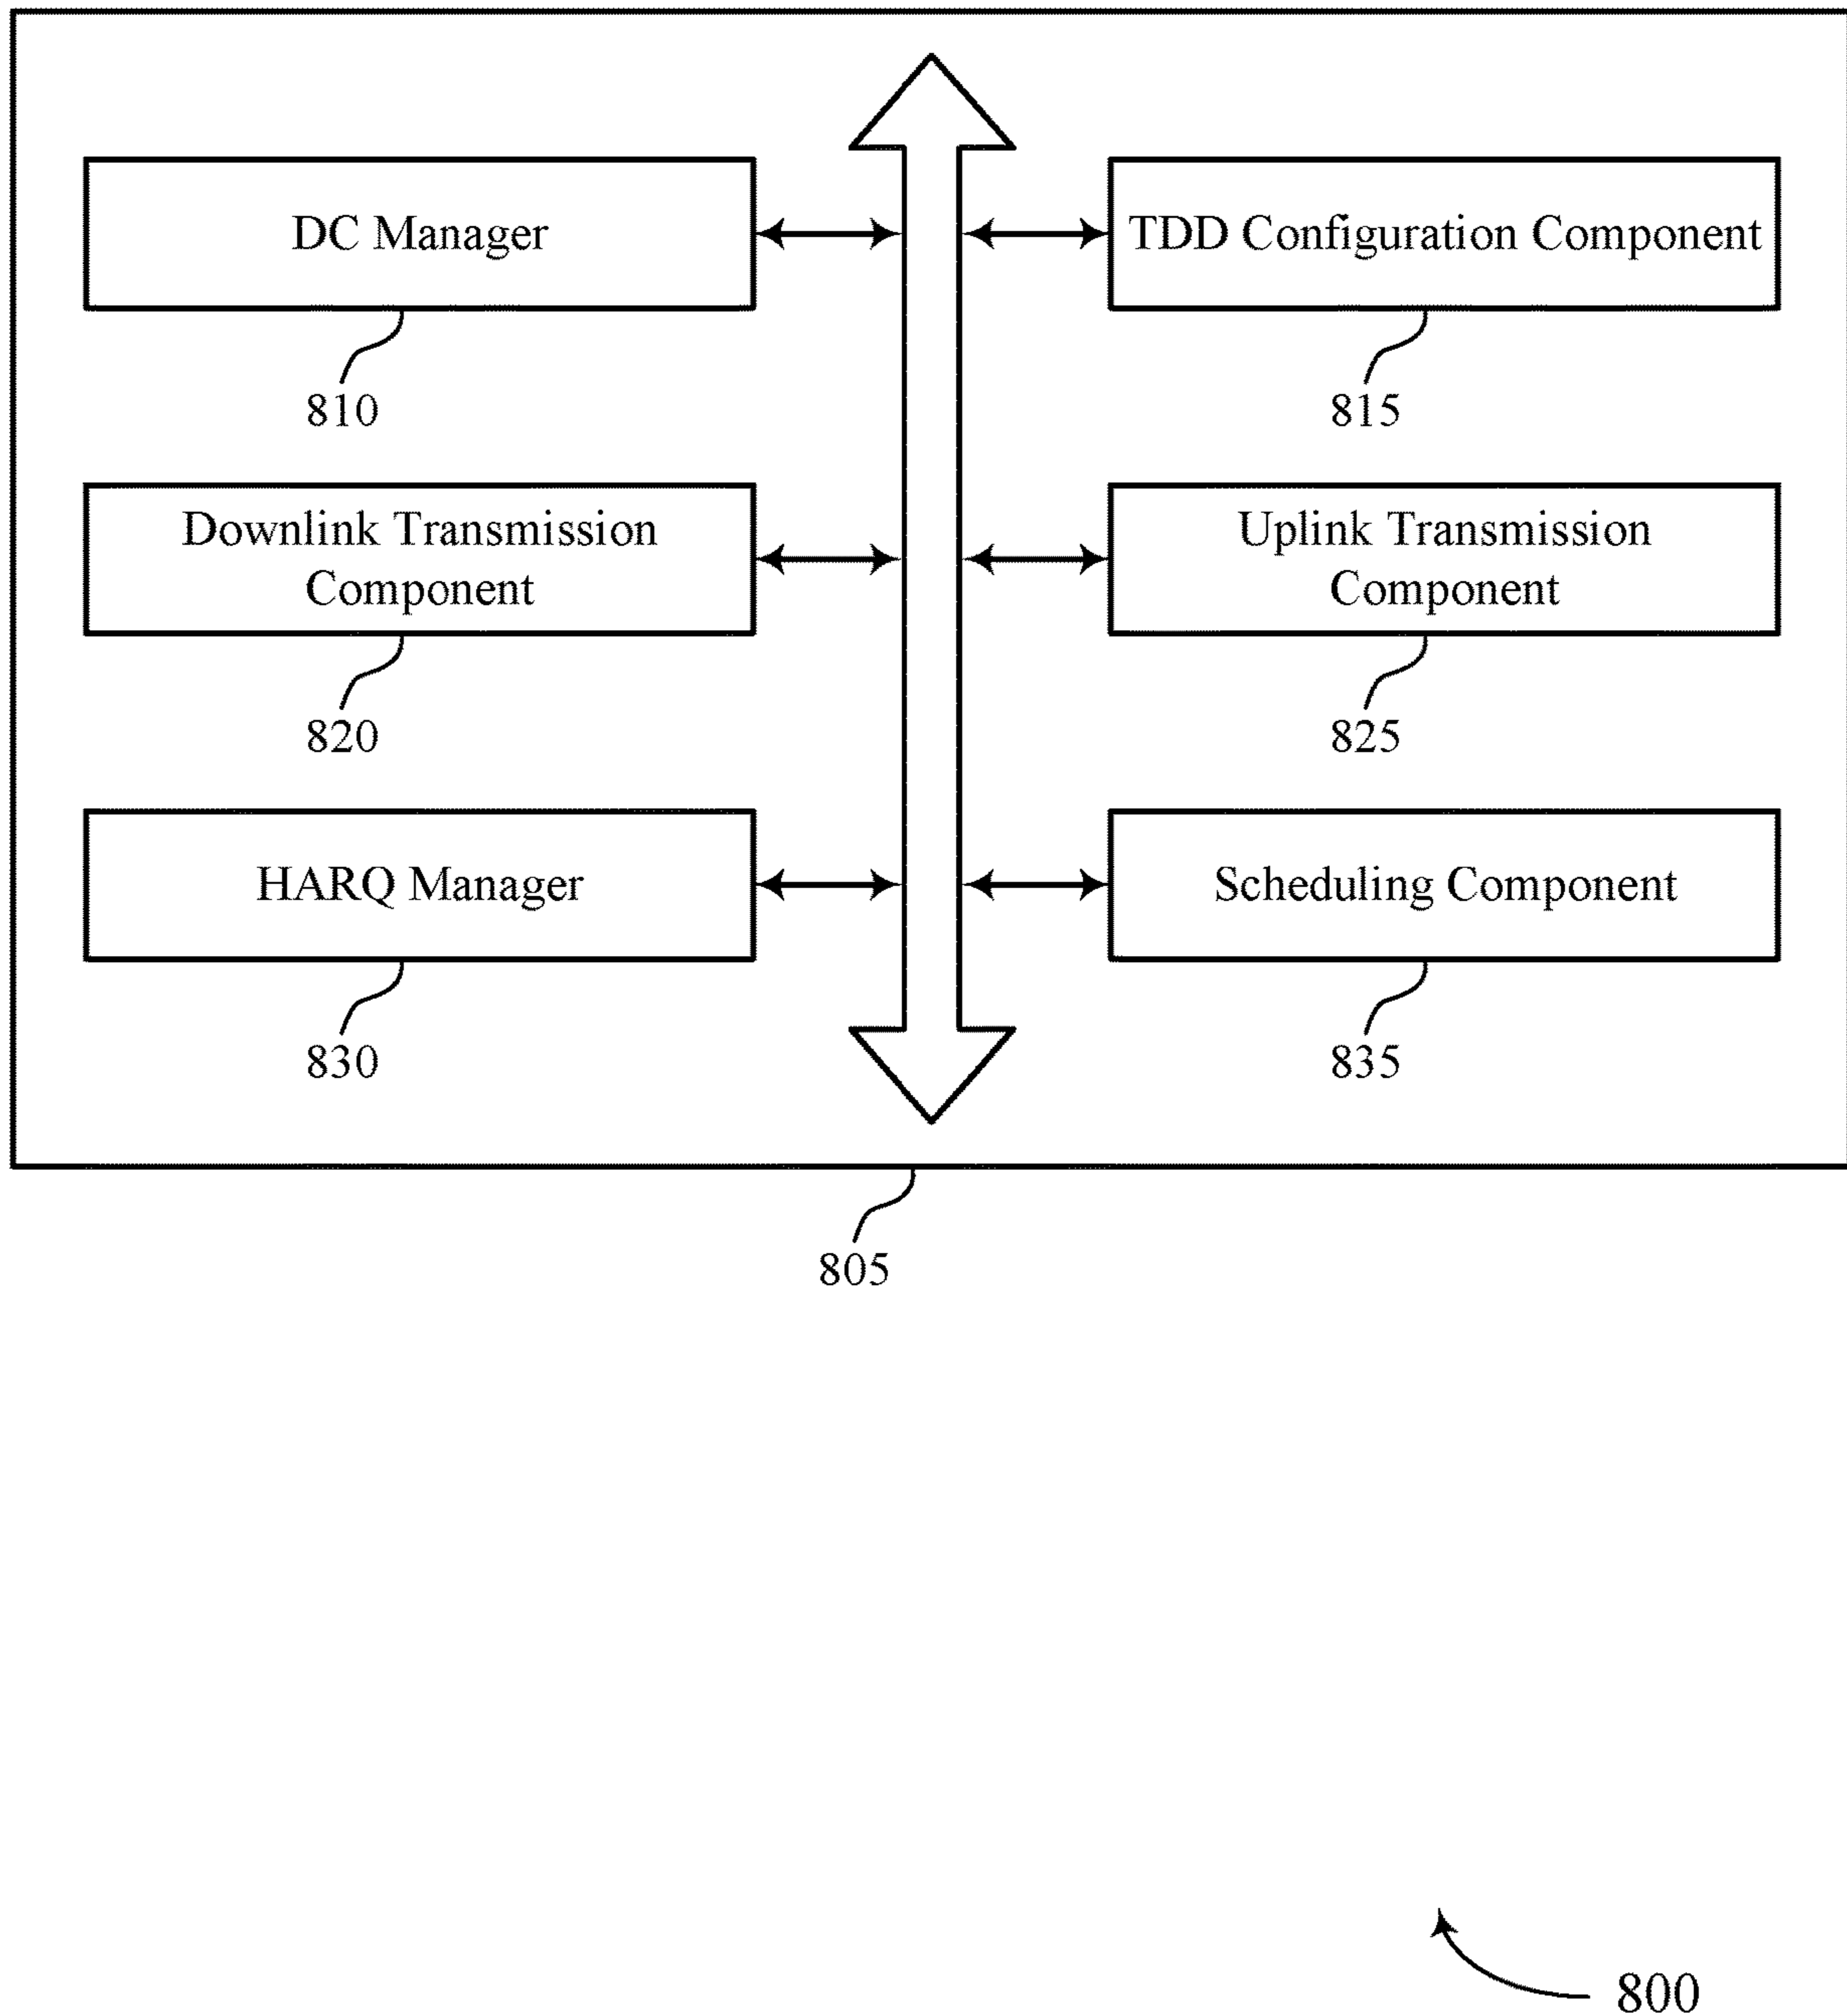 DC Manager
TDD Configuration Component
810
815
Downlink Transmission
Component
Uplink Transmission
Component
820
825
HARQ Manager
Scheduling Component
830
835
805
800